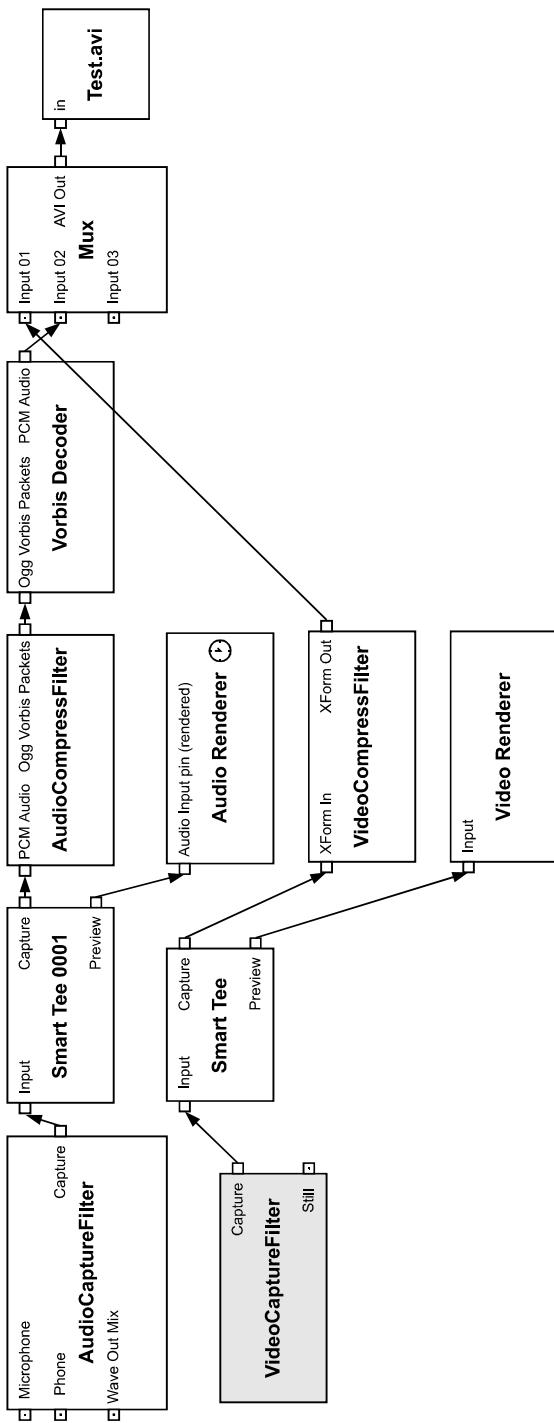 Microphone
Phone
Capture
AudioCaptureFilter
Wave Out Mix
Input
Capture
Smart Tee 0001
Preview
PCM Audio
Ogg Vorbis Packets
AudioCompressFilter
Ogg Vorbis Packets
PCM Audio
Vorbis Decoder
Input 01
Input 02
AVI Out
Mux
Input 03
in
Test.avi
Capture
VideoCaptureFilter
Still
Input
Capture
Smart Tee
Preview
Audio Input pin (rendered)
Audio Renderer
XForm In
XForm Out
VideoCompressFilter
Input
Video Renderer